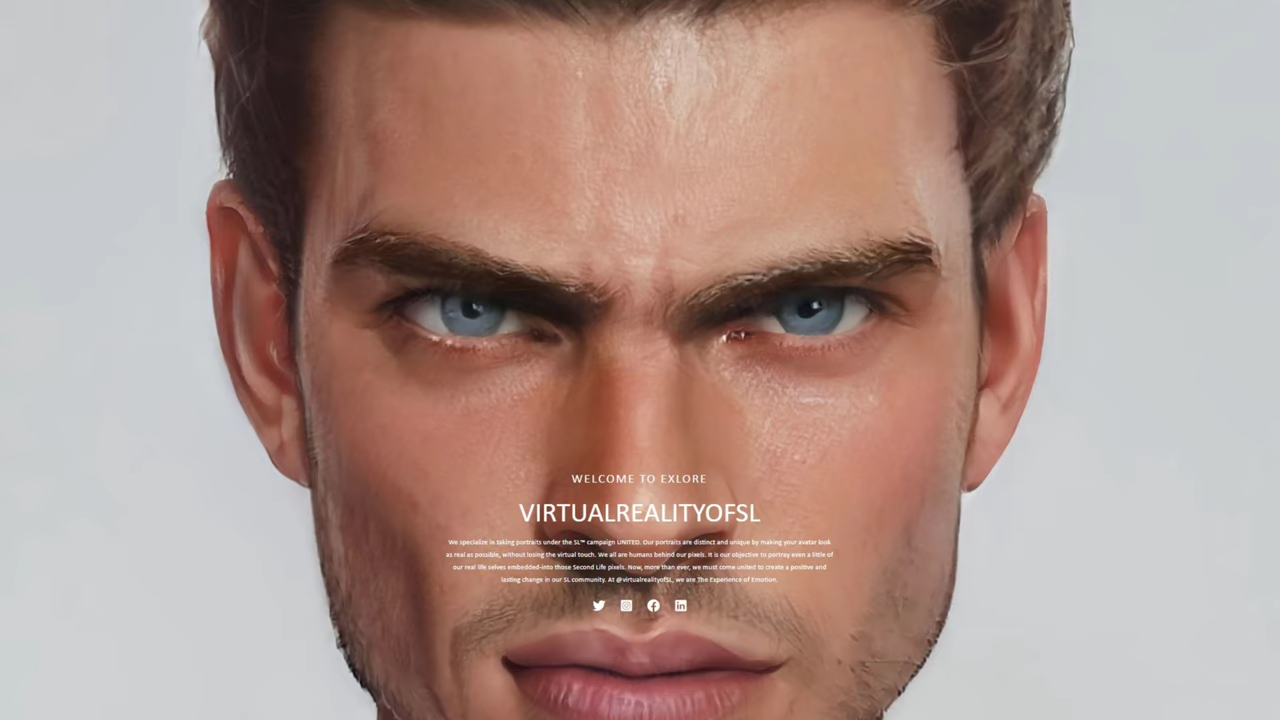 WELCOME TO EXLORE
VIRTUALREALITYOFSL
We specialize in taking portraits under the SL™ campaign UNITED. Our portraits are distinct and unique by making your avatar look
as real as possible, without losing the virtual touch. We all are humans behind our pixels. It is our objective to portray even a little of
our real life selves embedded-into those Second Life pixels. Now, more than ever, we must come united to create a positive and
lasting change in our SL community. At @virtualrealityofSL, we are The Experience of Emotion.